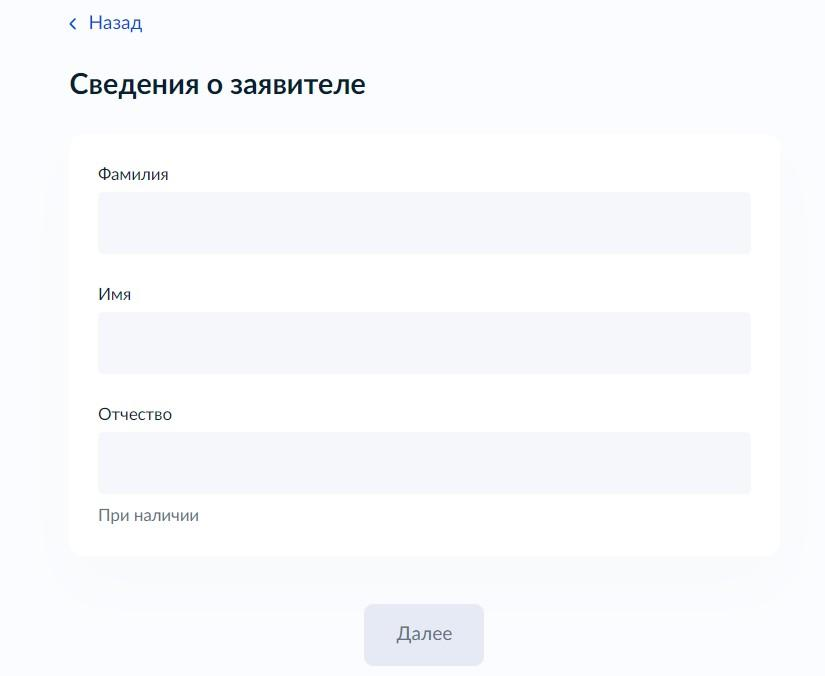 Назад
Сведения о заявителе
Фамилия
Имя
Отчество
При наличии
Далее